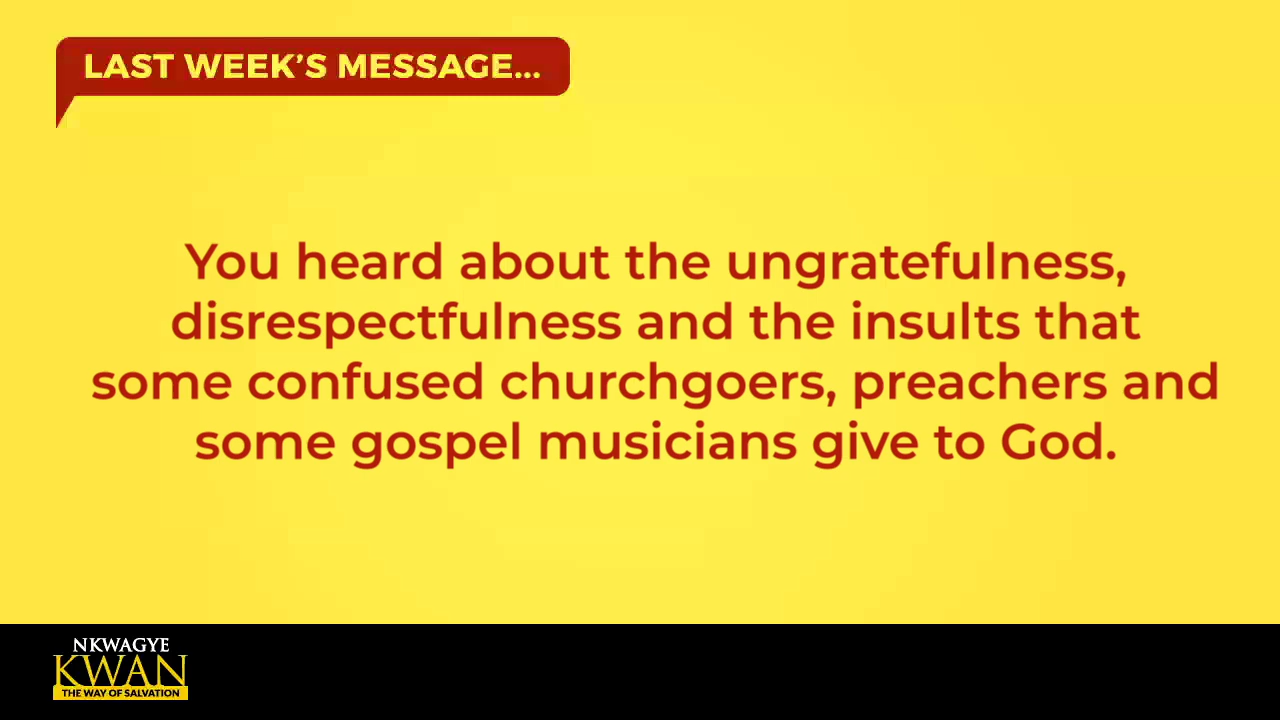 LAST WEEK’S MESSAGE...
You heard about the ungratefulness,
disrespectfulness and the insults that
some confused churchgoers, preachers and
some gospel musicians give to God.
NKWAGYE
KWAN
THE WAY OF SALVATION